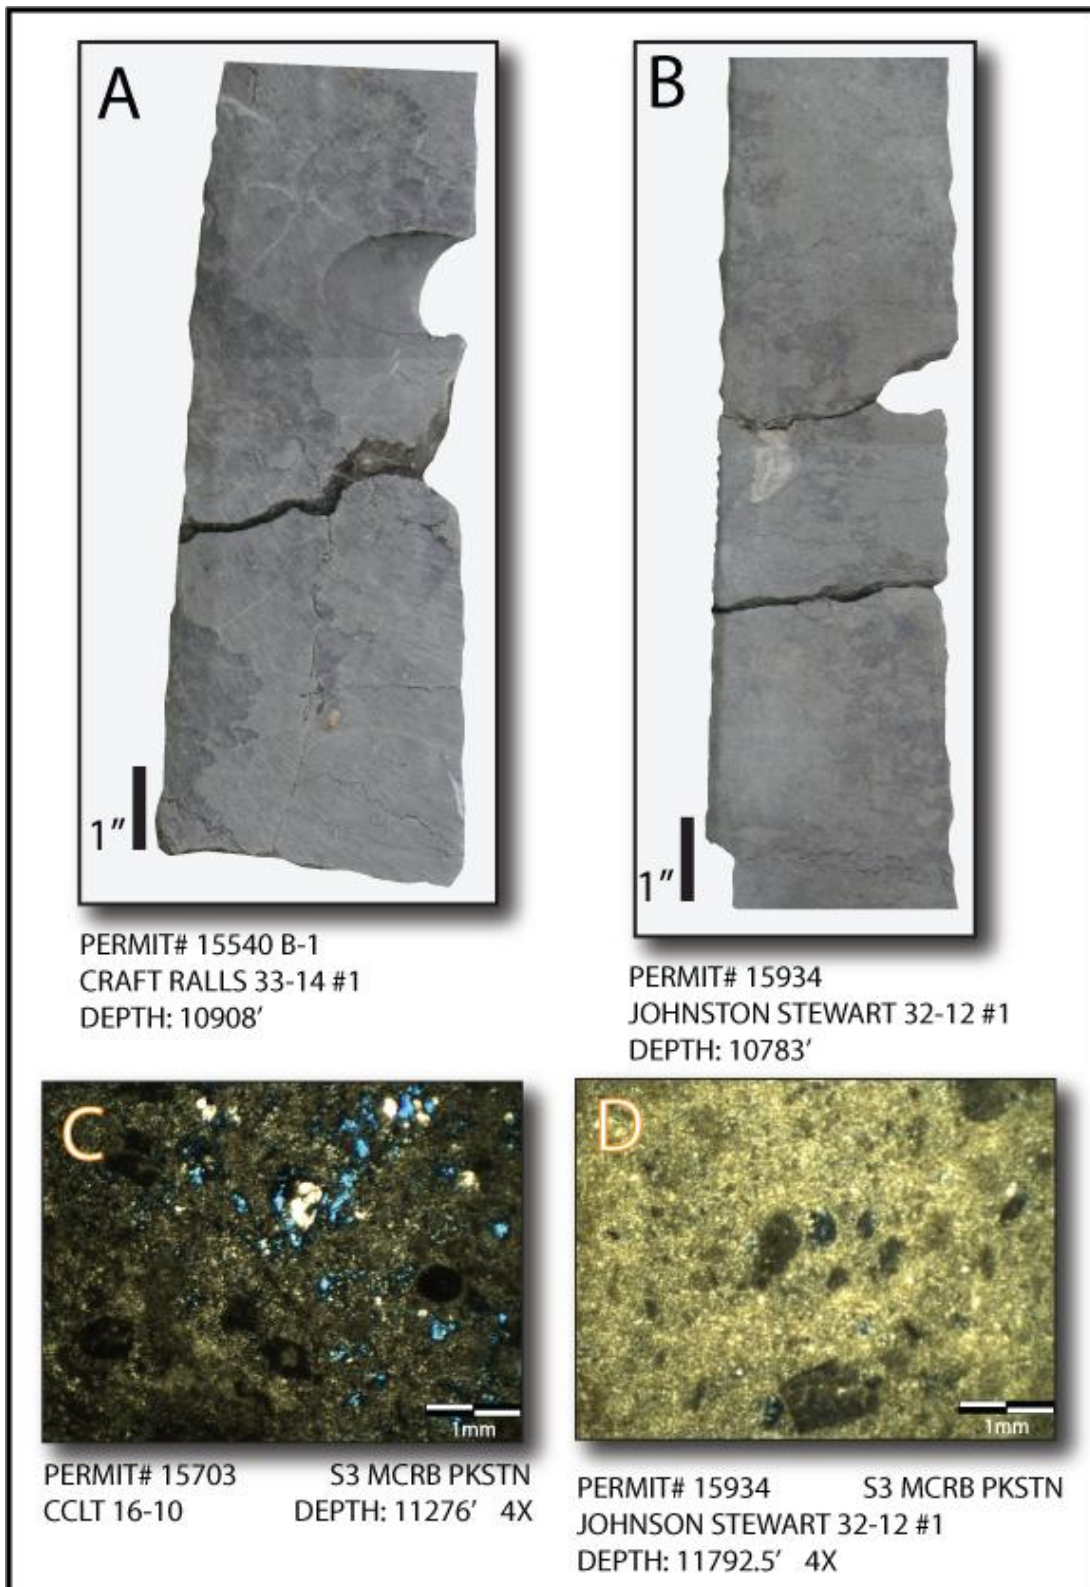 A
1”
PERMIT# 15540 B-1
CRAFT RALLS 33-14 #1
DEPTH: 10908’
B
1”
PERMIT# 15934
JOHNSTON STEWART 32-12 #1
DEPTH: 10783’
C
1mm
PERMIT# 15703 S3 MCRB PKSTN
CCLT 16-10 DEPTH: 11276’ 4X
D
1mm
PERMIT# 15934 S3 MCRB PKSTN
JOHNSON STEWART 32-12 #1
DEPTH: 11792.5’ 4X